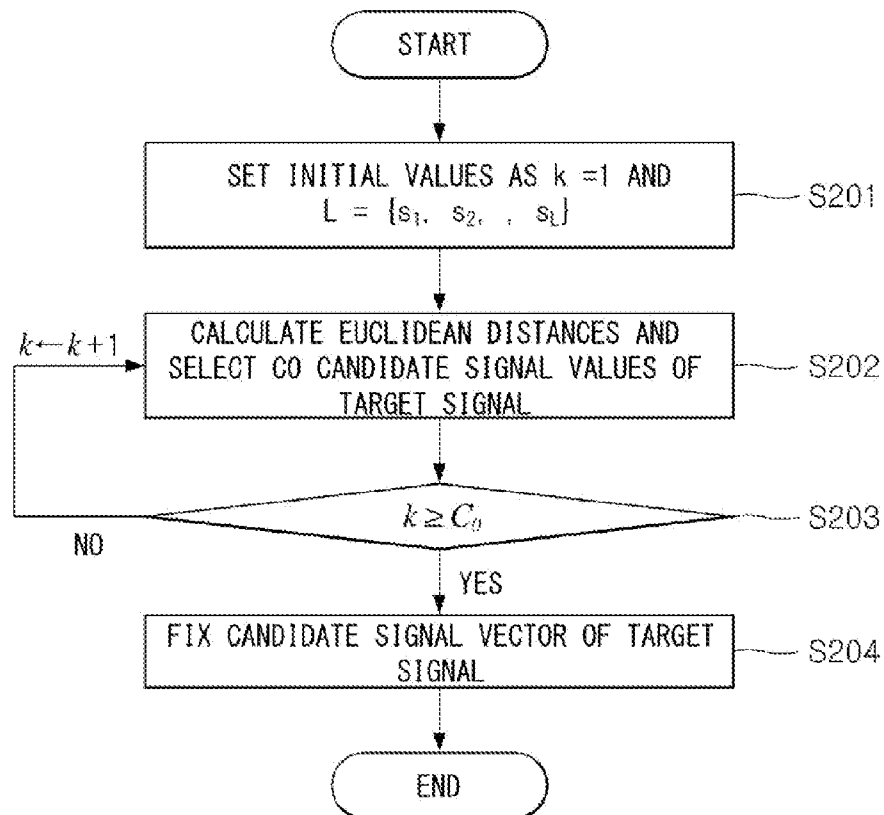 START
SET INITIAL VALUES AS k =1 AND
L = {s₁, s₂, , s_L}
S201
k←k+1
CALCULATE EUCLIDEAN DISTANCES AND
SELECT CO CANDIDATE SIGNAL VALUES OF
TARGET SIGNAL
S202
k ≥ C₀
S203
NO
YES
FIX CANDIDATE SIGNAL VECTOR OF TARGET
SIGNAL
S204
END